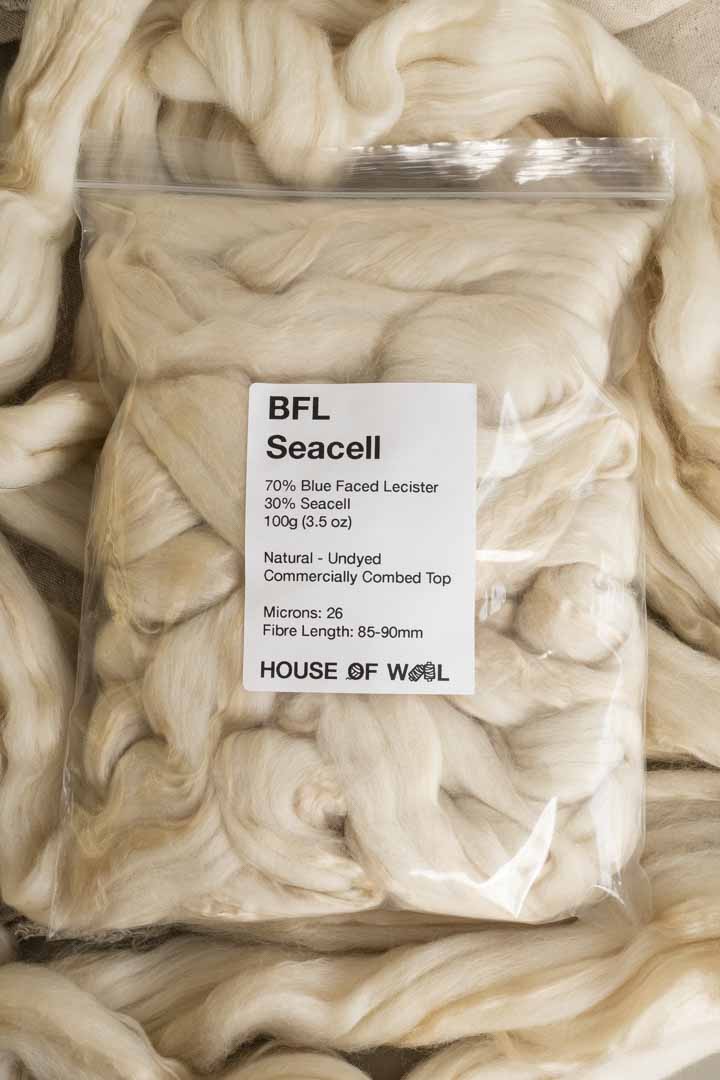 BFL
Seacell
70% Blue Faced Lecister
30% Seacell
100g (3.5 oz)
Natural - Undyed
Commercially Combed Top
Microns: 26
Fibre Length: 85-90mm
HOUSE OF WOOL